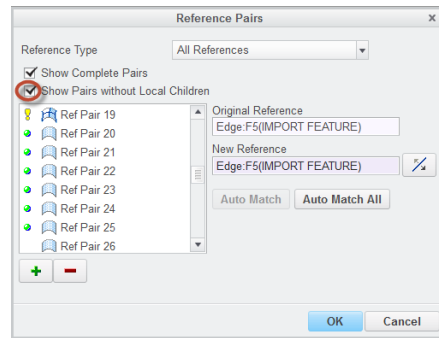 Reference Pairs
x
Reference Type
All References
Show Complete Pairs
Show Pairs without Local Children
Ref Pair 19
Ref Pair 20
Ref Pair 21
Ref Pair 22
Ref Pair 23
Ref Pair 24
Ref Pair 25
Ref Pair 26
Original Reference
Edge:F5(IMPORT FEATURE)
New Reference
Edge:F5(IMPORT FEATURE)
Auto Match
Auto Match All
OK
Cancel